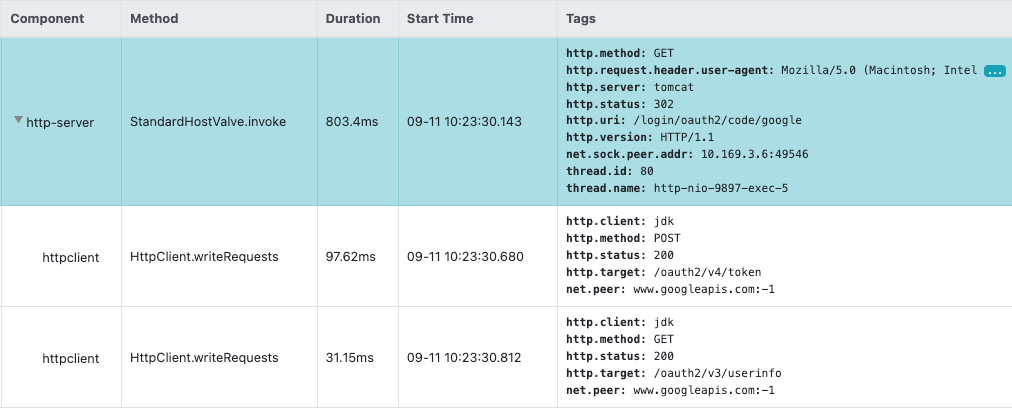 Component Method Duration Start Time Tags
http-server StandardHostValve.invoke 803.4ms 09-11 10:23:30.143
http.method: GET
http.request.header.user-agent: Mozilla/5.0 (Macintosh; Intel ...
http.server: tomcat
http.status: 302
http.uri: /login/oauth2/code/google
http.version: HTTP/1.1
net.sock.peer.addr: 10.169.3.6:49546
thread.id: 80
thread.name: http-nio-9897-exec-5
httpclient HttpClient.writeRequests 97.62ms 09-11 10:23:30.680
http.client: jdk
http.method: POST
http.status: 200
http.target: /oauth2/v4/token
net.peer: www.googleapis.com:-1
httpclient HttpClient.writeRequests 31.15ms 09-11 10:23:30.812
http.client: jdk
http.method: GET
http.status: 200
http.target: /oauth2/v3/userinfo
net.peer: www.googleapis.com:-1